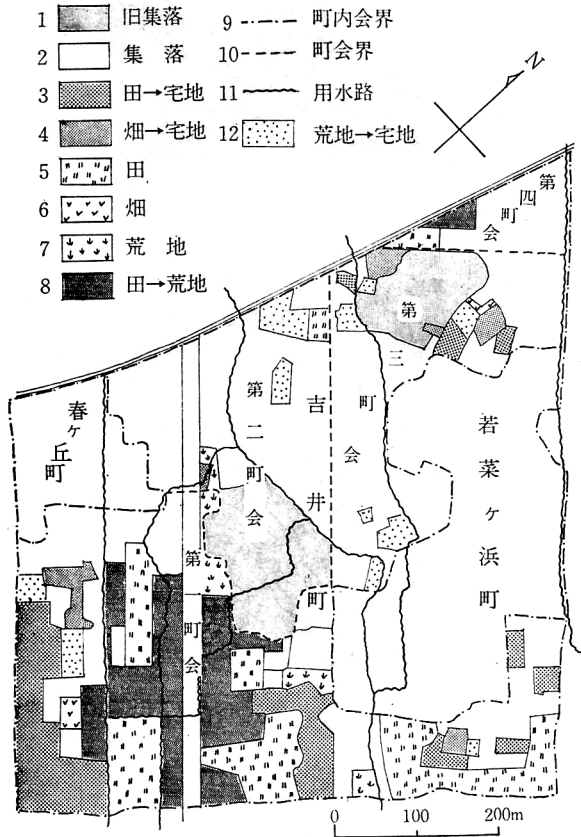 1 旧集落
2 集落
3 田→宅地
4 畑→宅地
5 田
6 畑
7 荒地
8 田→荒地
9 町内会界
10 町会界
11 用水路
12 荒地→宅地
N
第四町会
第三町会
第二町会
吉井町
若菜ヶ浜町
春ヶ丘町
第町会
0 100 200m